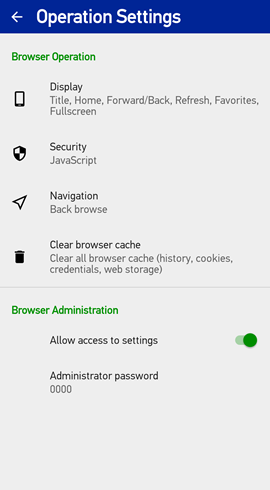 Operation Settings
Browser Operation
Display
Title, Home, Forward/Back, Refresh, Favorites,
Fullscreen
Security
JavaScript
Navigation
Back browse
Clear browser cache
Clear all browser cache (history, cookies,
credentials, web storage)
Browser Administration
Allow access to settings
Administrator password
0000